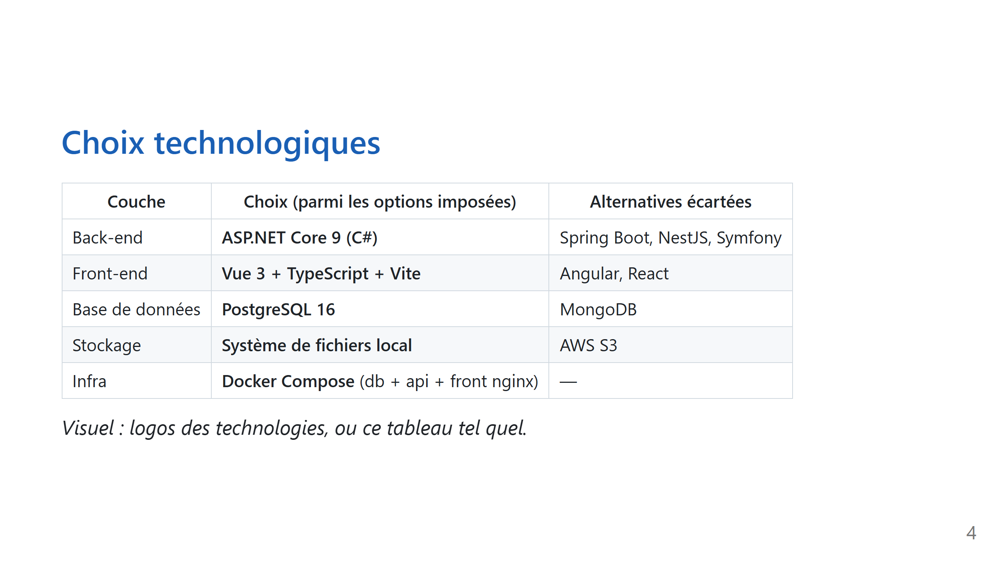 Choix technologiques
Couche Choix (parmi les options imposées) Alternatives écartées
Back-end ASP.NET Core 9 (C#) Spring Boot, NestJS, Symfony
Front-end Vue 3 + TypeScript + Vite Angular, React
Base de données PostgreSQL 16 MongoDB
Stockage Système de fichiers local AWS S3
Infra Docker Compose (db + api + front nginx) —
Visuel : logos des technologies, ou ce tableau tel quel.
4